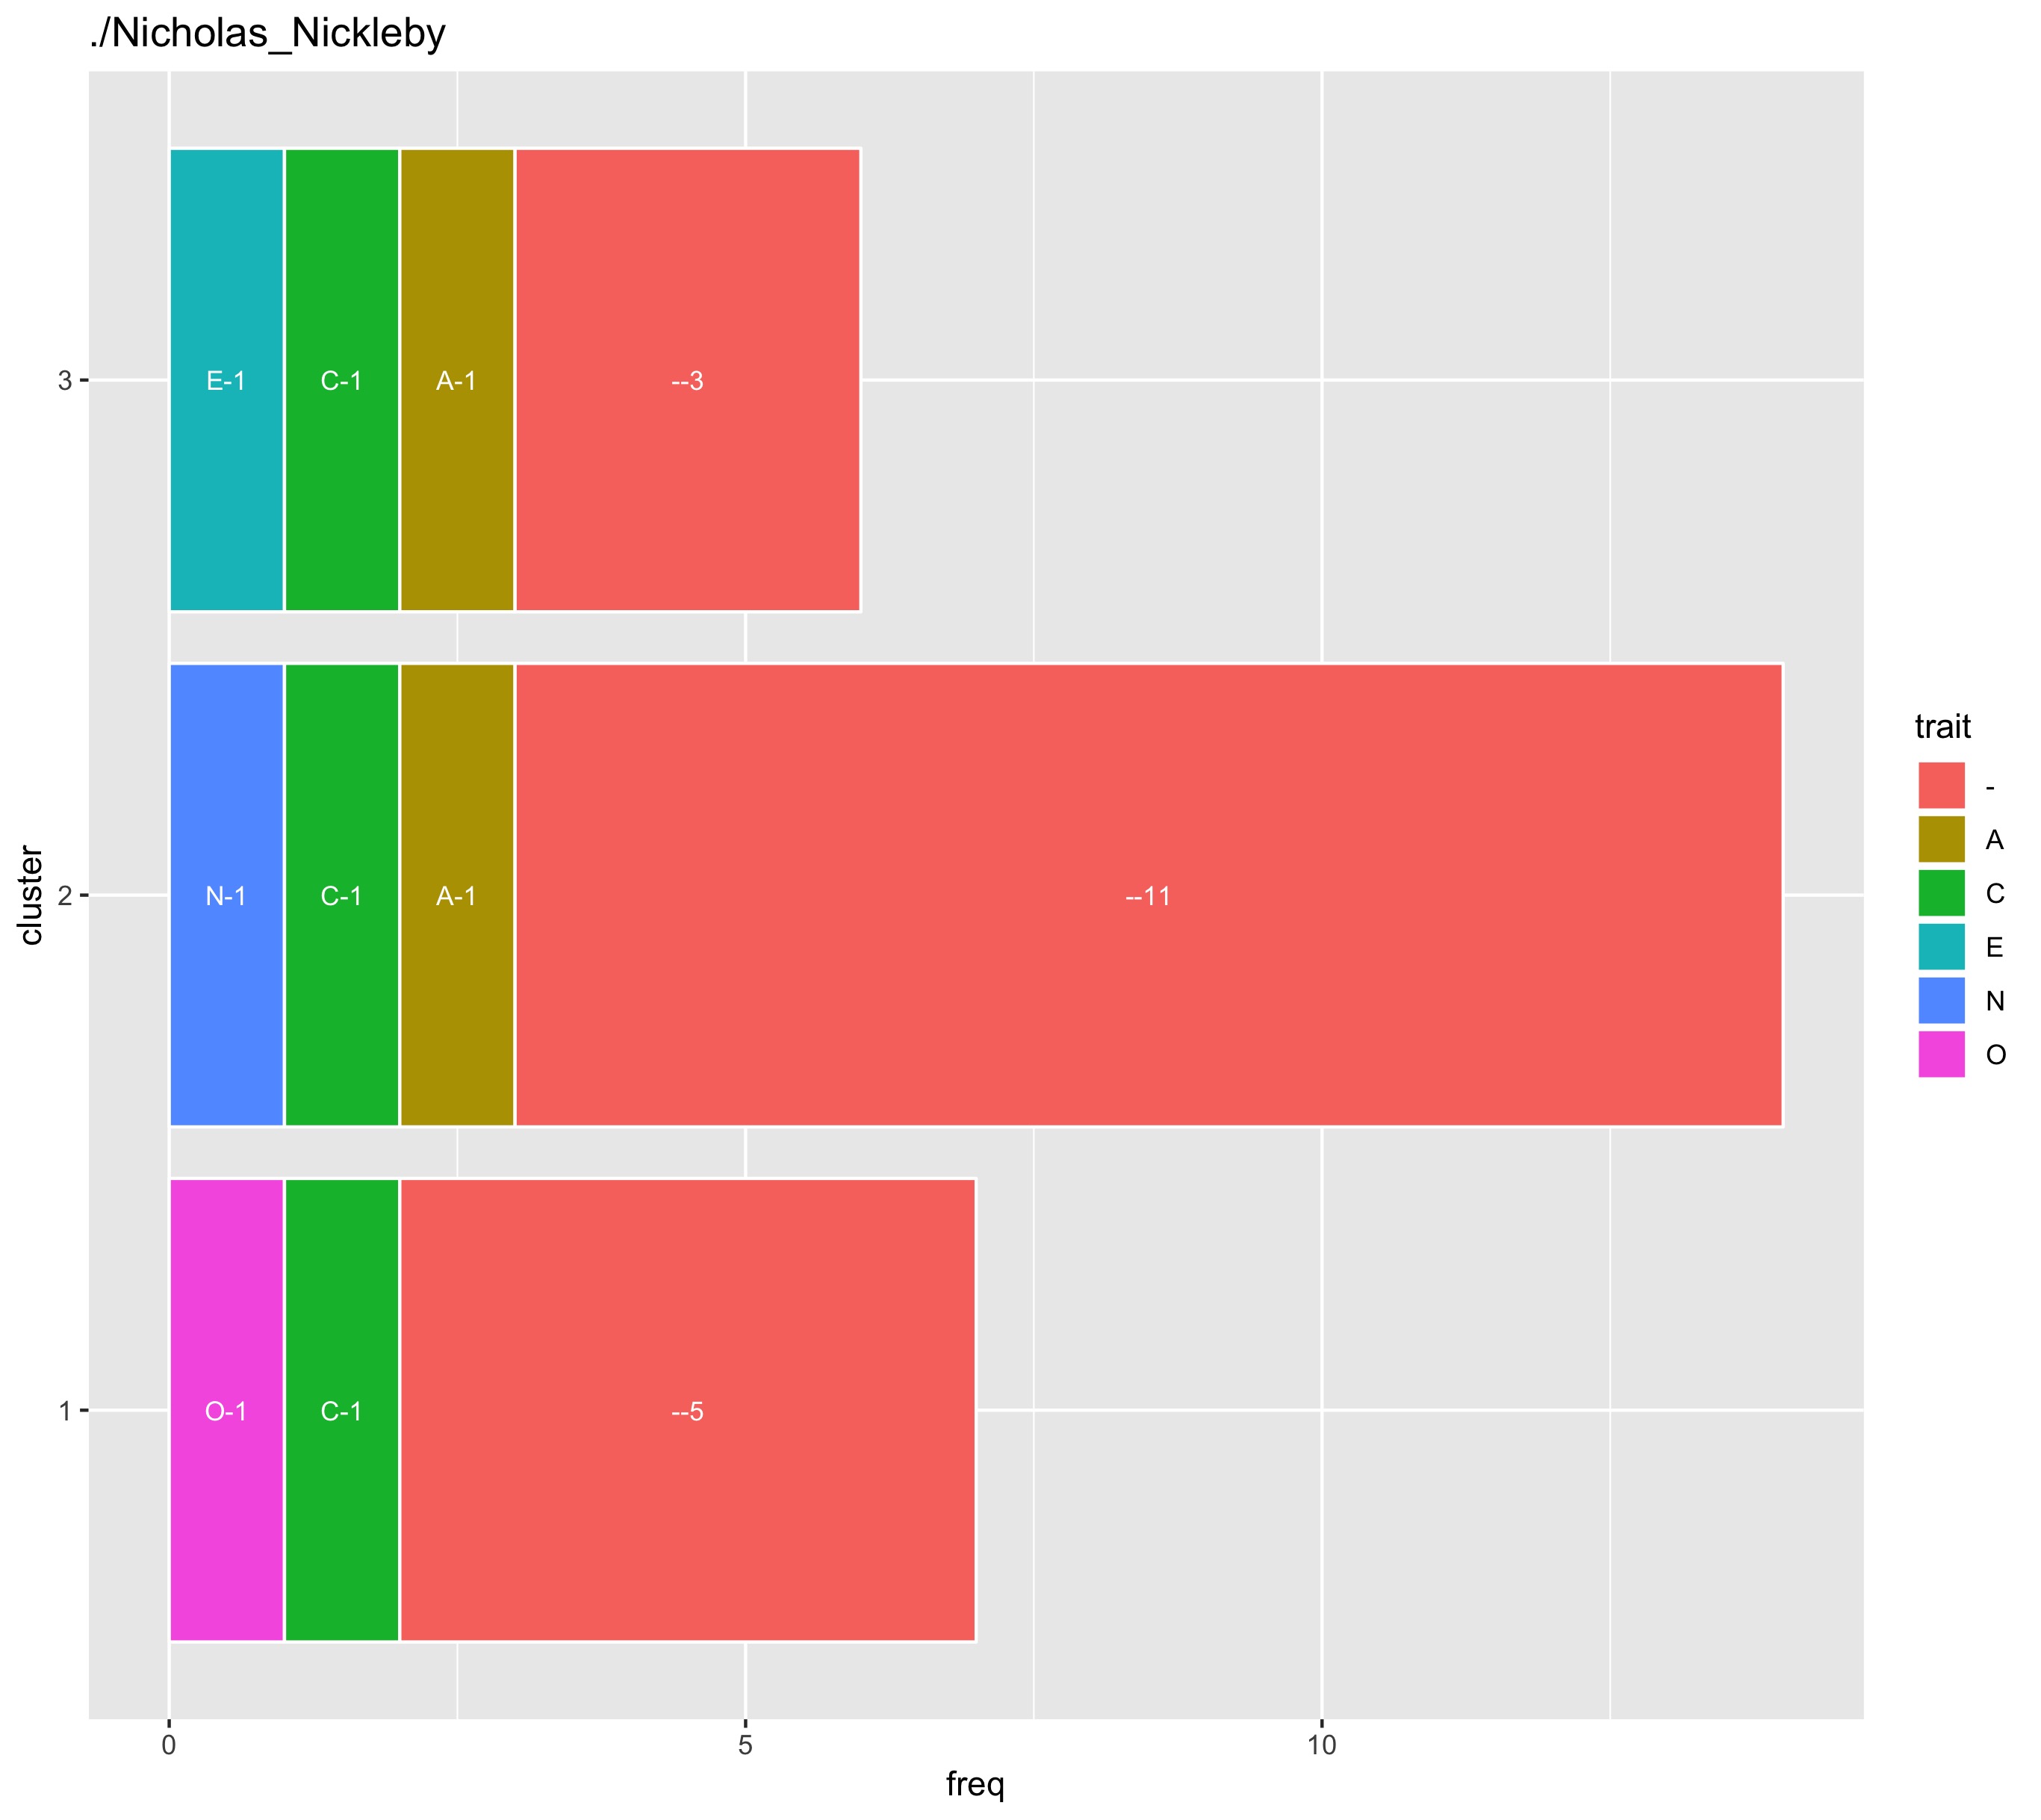 ./Nicholas_Nickleby
3
E-1 C-1 A-1 --3
2
N-1 C-1 A-1 --11
1
O-1 C-1 --5
0 5 10
freq
cluster
trait
-
A
C
E
N
O